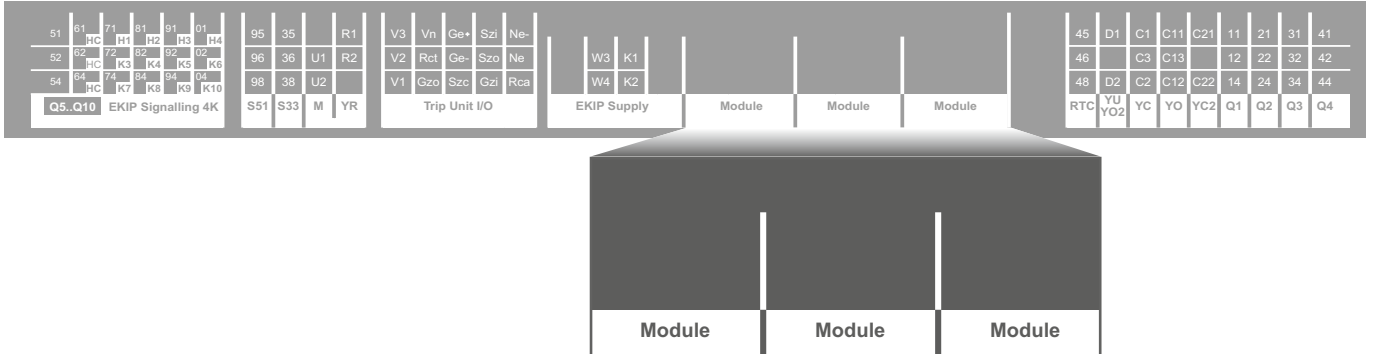 51 61 HC 71 H1 81 H2 91 H3 01 H4
52 62 HC 72 K3 82 K4 92 K5 02 K6
54 64 HC 74 K7 84 K8 94 K9 04 K10
Q5..Q10 EKIP Signalling 4K
95 35 R1
96 36 U1 R2
98 38 U2
S51 S33 M YR
V3 Vn Ge+ Szi Ne-
V2 Rct Ge- Szo Ne
V1 Gzo Szc Gzi Rca
Trip Unit I/O
W3 K1
W4 K2
EKIP Supply
Module Module Module
45 D1 C1 C11 C21 11 21 31 41
46 C3 C13 12 22 32 42
48 D2 C2 C12 C22 14 24 34 44
RTC YU YO2 YC YO YC2 Q1 Q2 Q3 Q4
Module Module Module